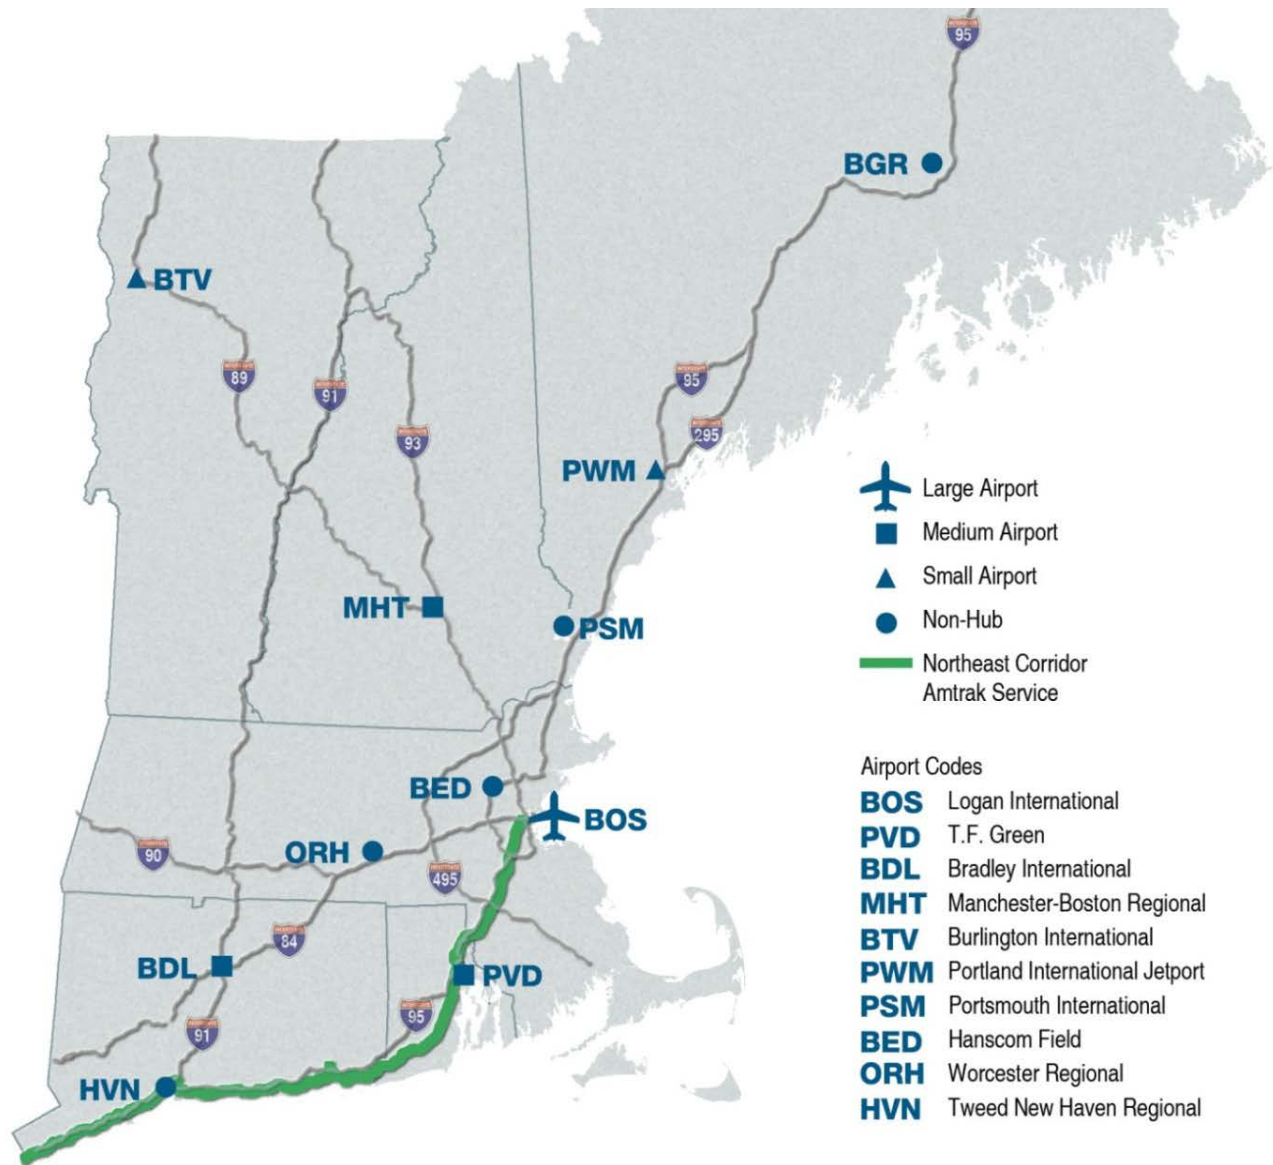 95
BGR
BTV
89
91
95
93
295
PWM
Large Airport
Medium Airport
Small Airport
MHT
Non-Hub
PSM
Northeast Corridor
Amtrak Service
Airport Codes
BED
BOS Logan International
BOS
PVD T.F. Green
90
ORH
BDL Bradley International
495
MHT Manchester-Boston Regional
84
BTV Burlington International
BDL
PVD
PWM Portland International Jetport
PSM Portsmouth International
95
91
BED Hanscom Field
ORH Worcester Regional
HVN
HVN Tweed New Haven Regional